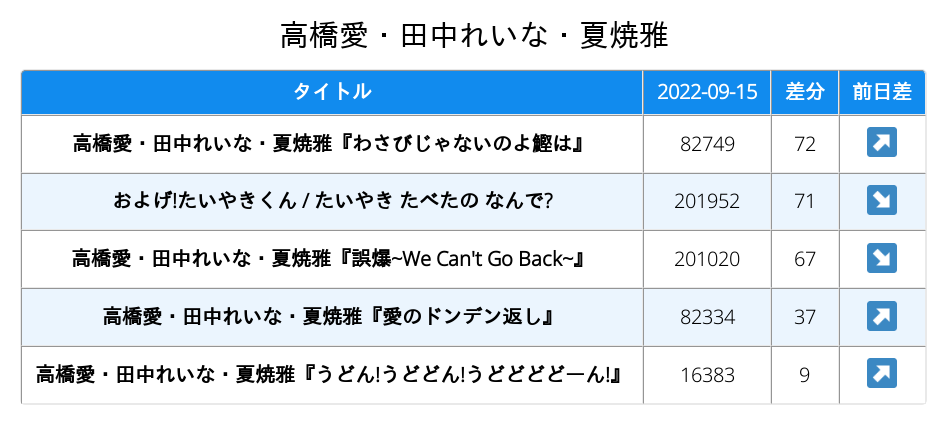 高橋愛・田中れいな・夏焼雅
タイトル 2022-09-15 差分 前日差
高橋愛・田中れいな・夏焼雅『わさびじゃないのよ鰹は』 82749 72 ↗
およげ!たいやきくん / たいやき たべたの なんで? 201952 71 ↘
高橋愛・田中れいな・夏焼雅『誤爆~We Can't Go Back~』 201020 67 ↘
高橋愛・田中れいな・夏焼雅『愛のドンデン返し』 82334 37 ↗
高橋愛・田中れいな・夏焼雅『うどん!うどどん!うどどどどーん!』 16383 9 ↗